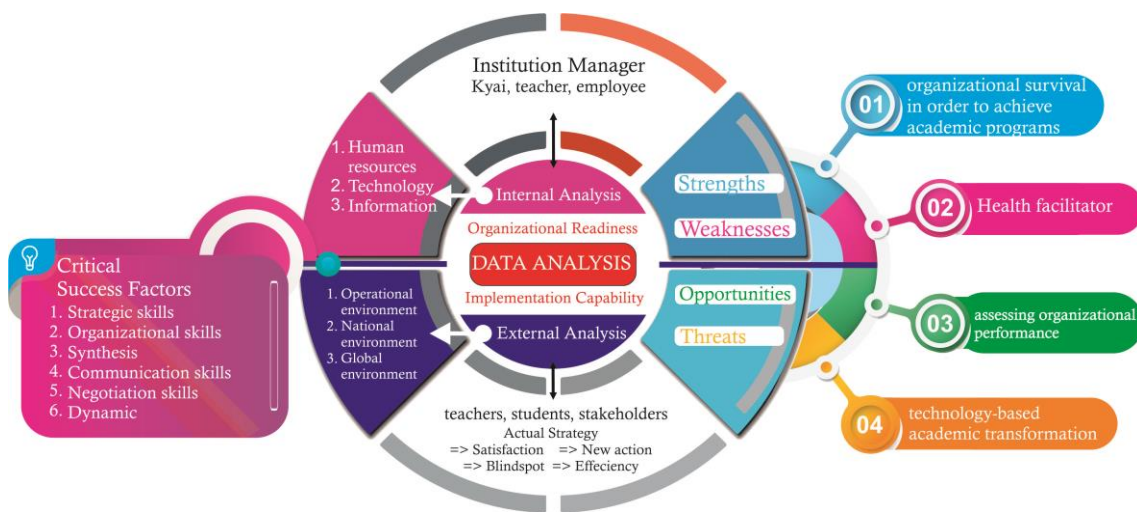 Institution Manager
Kyai, teacher, employee
Critical
Success Factors
1. Strategic skills
2. Organizational skills
3. Synthesis
4. Communication skills
5. Negotiation skills
6. Dynamic
1. Human
resources
2. Technology
3. Information
1. Operational
environment
2. National
environment
3. Global
environment
Internal Analysis
Organizational Readiness
DATA ANALYSIS
Implementation Capability
External Analysis
teachers, students, stakeholders
Actual Strategy
=> Satisfaction => New action
=> Blindspot => Effeciency
Strengths
Weaknesses
Opportunities
Threats
01
organizational survival
in order to achieve
academic programs
02
Health facilitator
03
assessing organizational
performance
04
technology-based
academic transformation